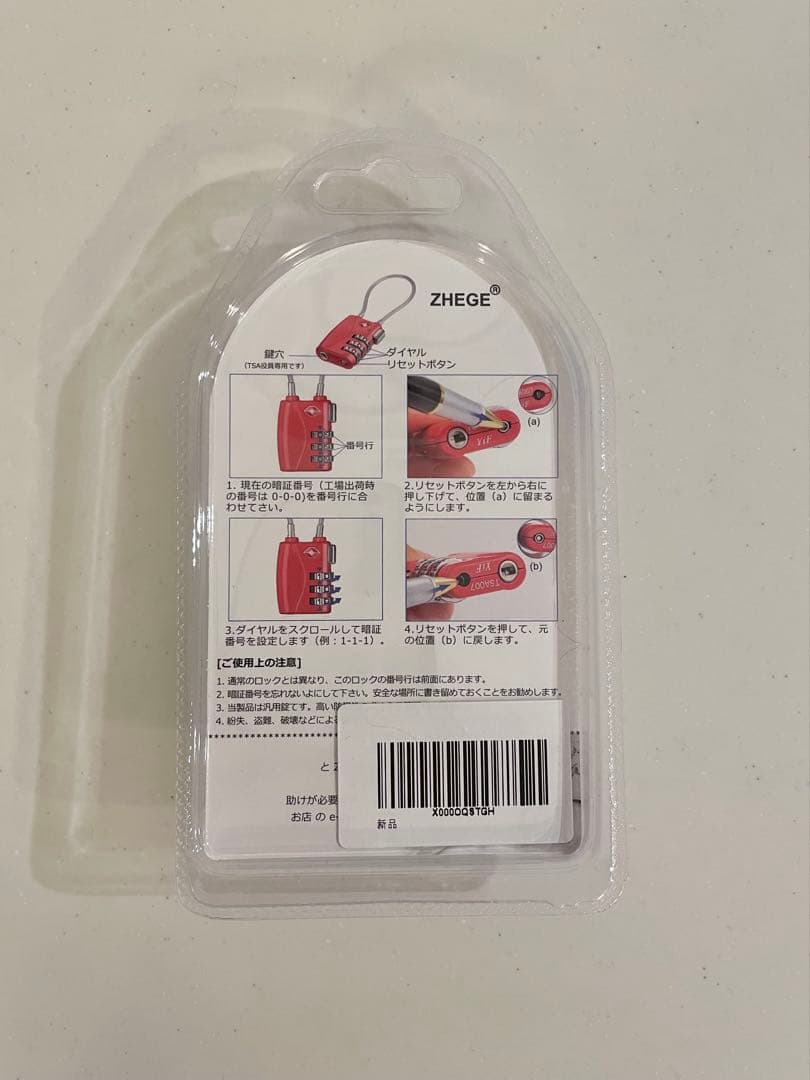 ZHEGE®
鍵穴
(TSA役員専用です)
ダイヤル
リセットボタン
番号行
(a)
1. 現在の暗証番号（工場出荷時
の番号は 0-0-0)を番号行に合
わせてさい。
2.リセットボタンを左から右に
押し下げて、位置（a）に留まる
ようにします。
TSA007
(b)
3.ダイヤルをスクロールして暗証
番号を設定します（例：1-1-1）.
4.リセットボタンを押して、元
の位置（b）に戻します。
[ご使用上の注意]
1. 通常のロックとは異なり、このロックの番号行は前面にあります。
2. 暗証番号を忘れないよにして下さい。安全な場所に書き留めておくことをお勧めします。
3. 当製品は汎用錠です。高い
4. 紛失、盗難、破壊などによ
と
助けが必要
お店 の e-
X000OQSTGH
新品